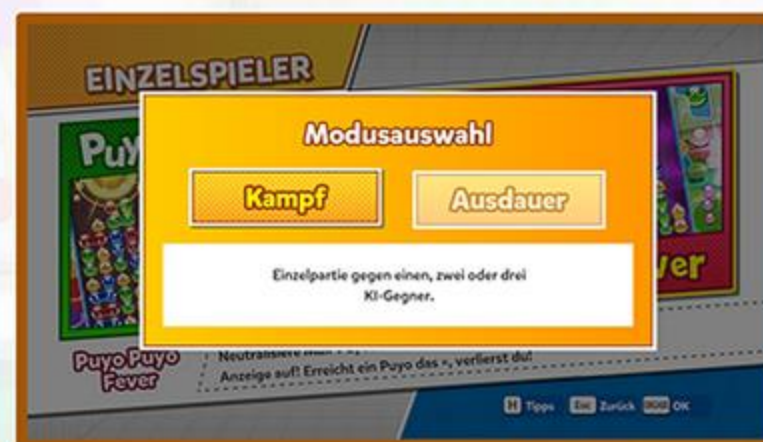 EINZELSPIELER
Modusauswahl
Kampf
Ausdauer
Einzelpartie gegen einen, zwei oder drei
KI-Gegner.
Puyo Puyo
Fever
Anzeige auf! Erreicht ein Puyo das ×, verlierst du!
H Tipps Esc Zurück OK